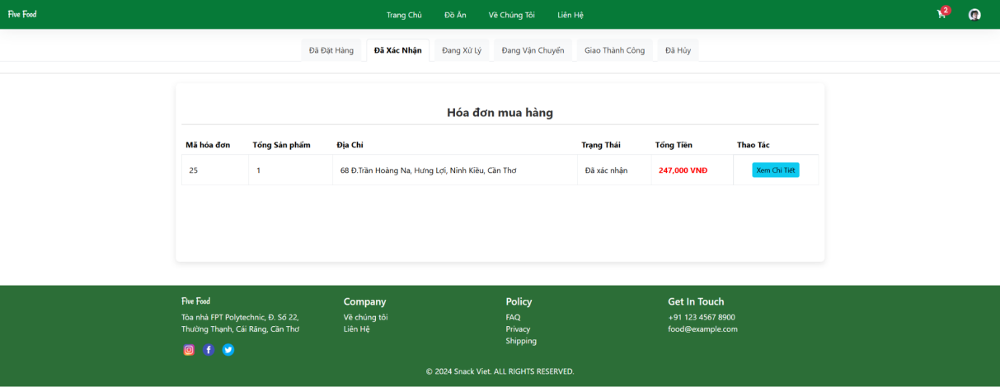 Five Food Trang Chủ Đồ Ăn Về Chúng Tôi Liên Hệ 2
Đã Đặt Hàng Đã Xác Nhận Đang Xử Lý Đang Vận Chuyển Giao Thành Công Đã Hủy
Hóa đơn mua hàng
Mã hóa đơn Tổng Sản phẩm Địa Chỉ Trạng Thái Tổng Tiền Thao Tác
25 1 68 Đ.Trần Hoàng Na, Hưng Lợi, Ninh Kiều, Cần Thơ Đã xác nhận 247,000 VNĐ Xem Chi Tiết
Five Food
Tòa nhà FPT Polytechnic, Đ. Số 22,
Thường Thạnh, Cái Răng, Cần Thơ
Company
Về chúng tôi
Liên Hệ
Policy
FAQ
Privacy
Shipping
Get In Touch
+91 123 4567 8900
food@example.com
© 2024 Snack Viet. ALL RIGHTS RESERVED.